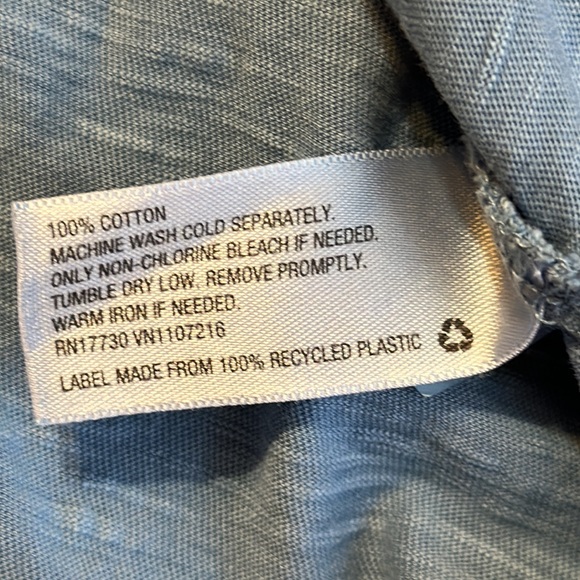 100% COTTON
MACHINE WASH COLD SEPARATELY.
ONLY NON-CHLORINE BLEACH IF NEEDED.
TUMBLE DRY LOW. REMOVE PROMPTLY.
WARM IRON IF NEEDED.
RN17730 VN1107216
LABEL MADE FROM 100% RECYCLED PLASTIC